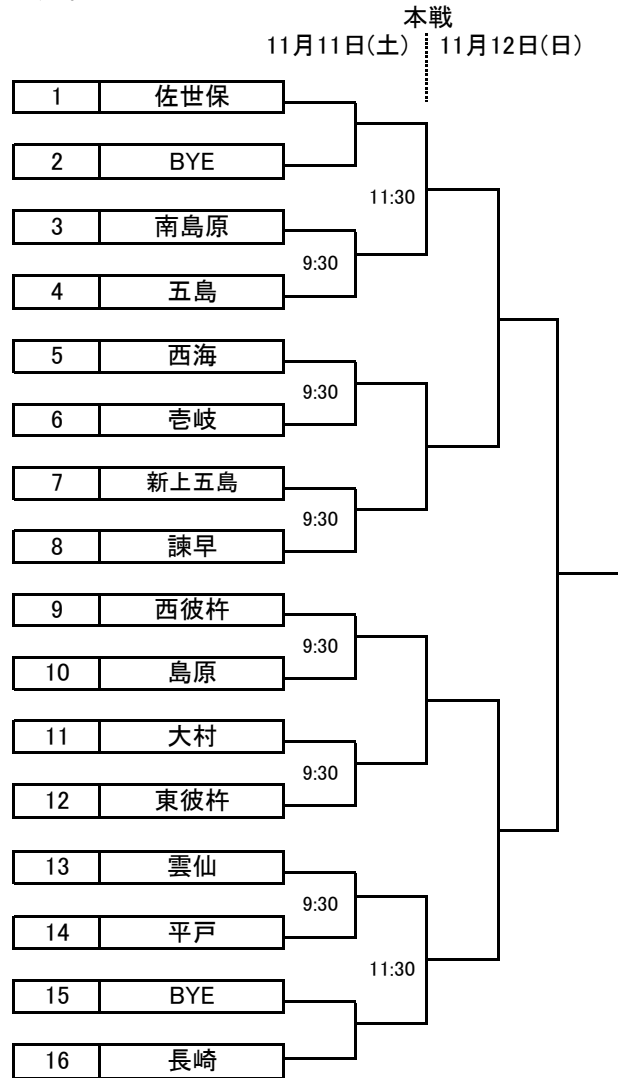 本戦
11月11日(土) 11月12日(日)
1 佐世保
2 BYE
11:30
3 南島原
9:30
4 五島
5 西海
9:30
6 壱岐
7 新上五島
9:30
8 諫早
9 西彼杵
9:30
10 島原
11 大村
9:30
12 東彼杵
13 雲仙
9:30
14 平戸
11:30
15 BYE
16 長崎